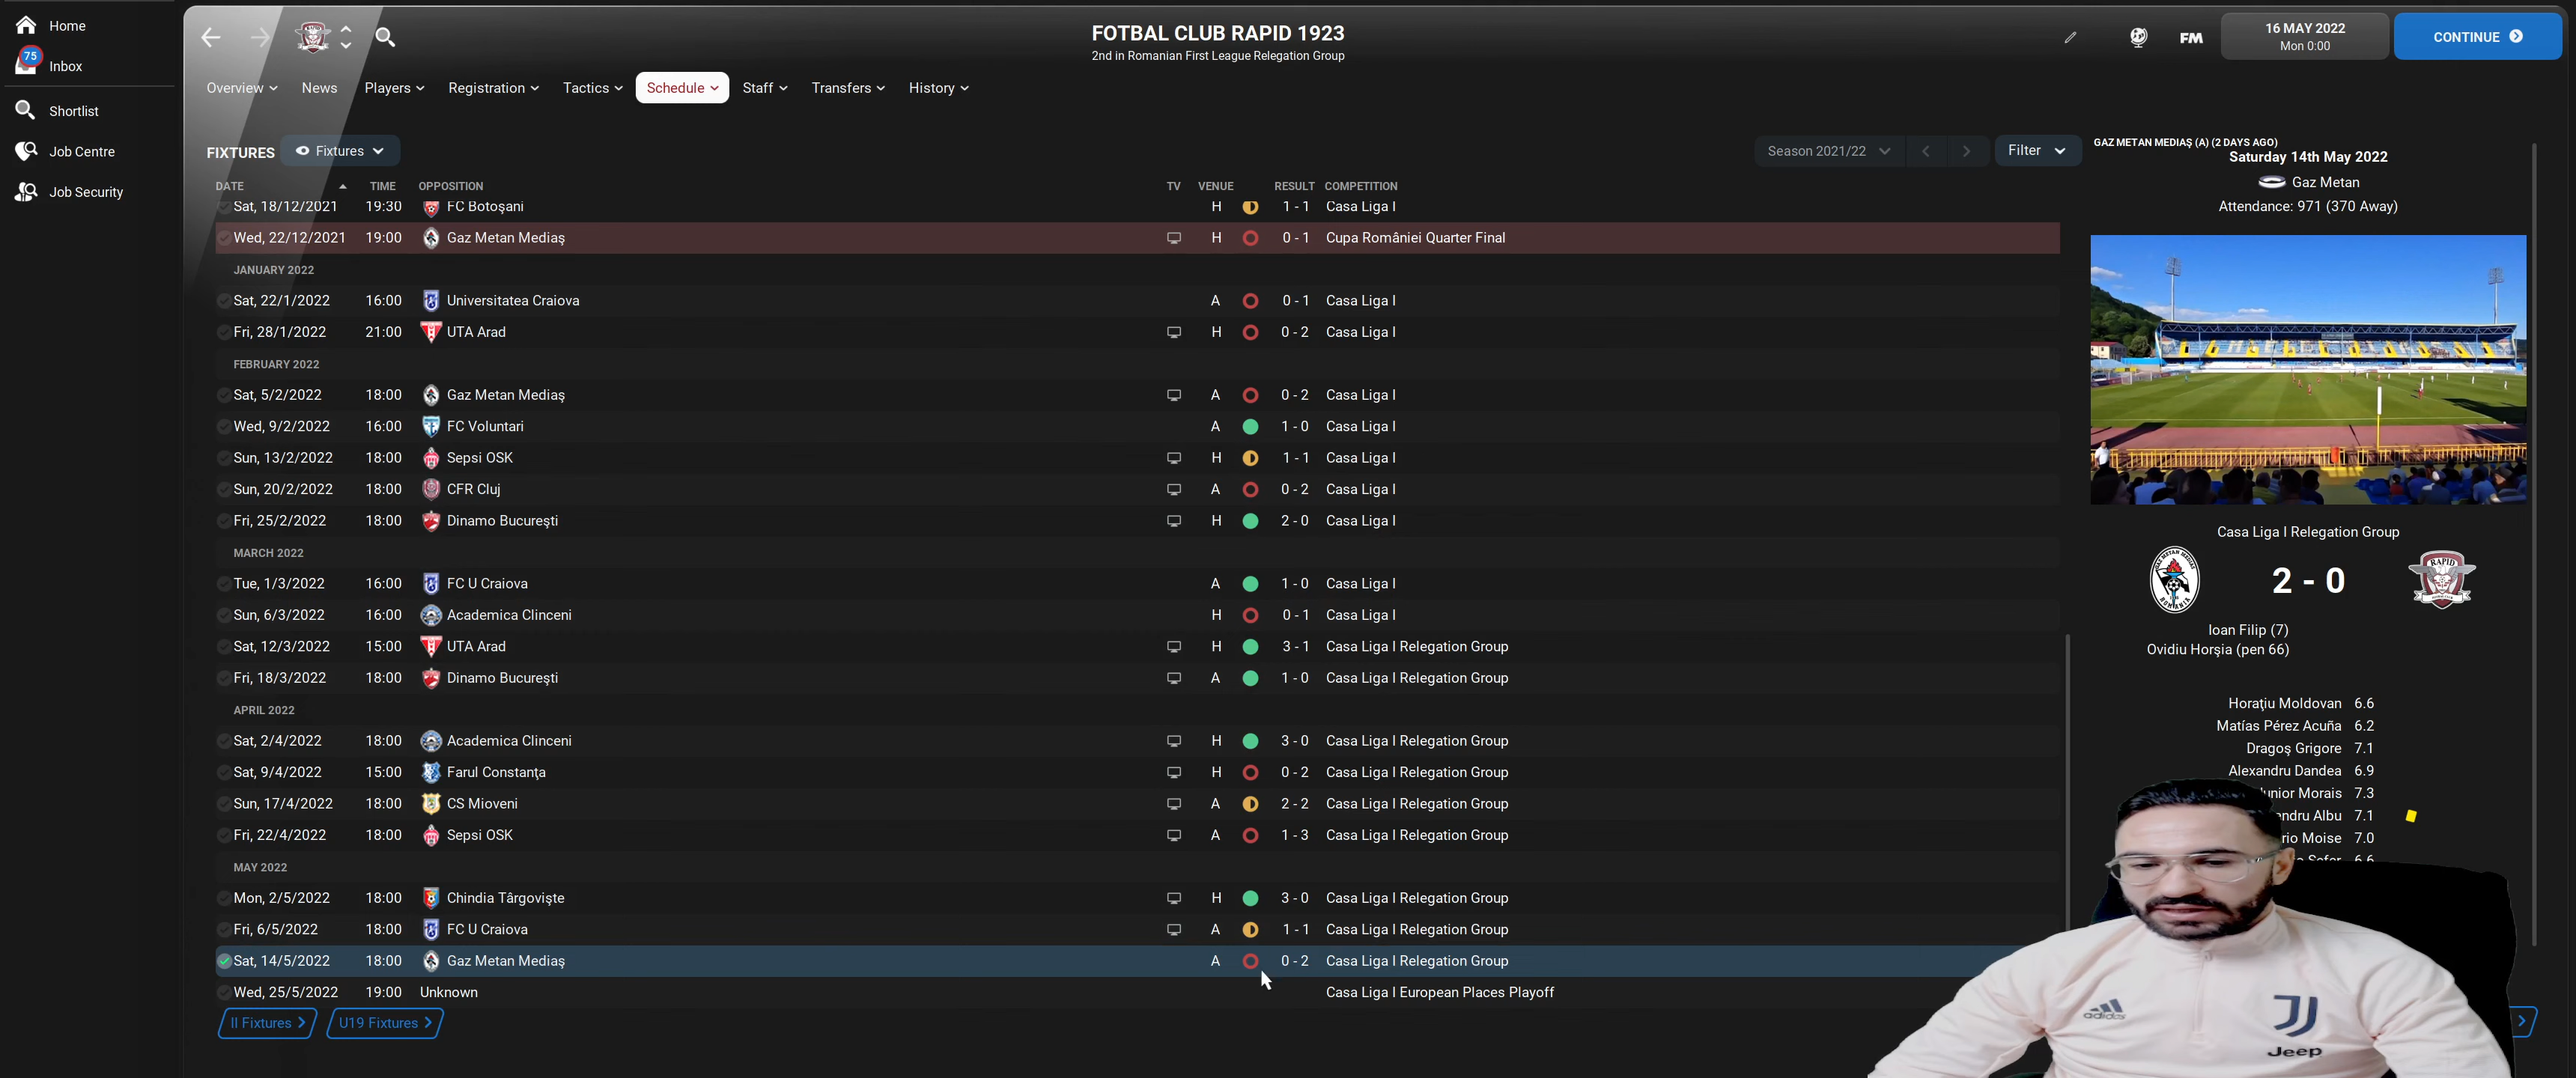 Home
75
Inbox
Shortlist
Job Centre
Job Security
FOTBAL CLUB RAPID 1923
2nd in Romanian First League Relegation Group
FM
16 MAY 2022
Mon 0:00
CONTINUE
Overview News Players Registration Tactics Schedule Staff Transfers History
FIXTURES Fixtures
Season 2021/22
Filter
DATE TIME OPPOSITION TV VENUE RESULT COMPETITION
Sat, 18/12/2021 19:30 FC Botoşani H 1 - 1 Casa Liga I
Wed, 22/12/2021 19:00 Gaz Metan Mediaş H 0 - 1 Cupa României Quarter Final
JANUARY 2022
Sat, 22/1/2022 16:00 Universitatea Craiova A 0 - 1 Casa Liga I
Fri, 28/1/2022 21:00 UTA Arad H 0 - 2 Casa Liga I
FEBRUARY 2022
Sat, 5/2/2022 18:00 Gaz Metan Mediaş A 0 - 2 Casa Liga I
Wed, 9/2/2022 16:00 FC Voluntari A 1 - 0 Casa Liga I
Sun, 13/2/2022 18:00 Sepsi OSK H 1 - 1 Casa Liga I
Sun, 20/2/2022 18:00 CFR Cluj A 0 - 2 Casa Liga I
Fri, 25/2/2022 18:00 Dinamo Bucureşti H 2 - 0 Casa Liga I
MARCH 2022
Tue, 1/3/2022 16:00 FC U Craiova A 1 - 0 Casa Liga I
Sun, 6/3/2022 16:00 Academica Clinceni H 0 - 1 Casa Liga I
Sat, 12/3/2022 15:00 UTA Arad H 3 - 1 Casa Liga I Relegation Group
Fri, 18/3/2022 18:00 Dinamo Bucureşti A 1 - 0 Casa Liga I Relegation Group
APRIL 2022
Sat, 2/4/2022 18:00 Academica Clinceni H 3 - 0 Casa Liga I Relegation Group
Sat, 9/4/2022 15:00 Farul Constanţa H 0 - 2 Casa Liga I Relegation Group
Sun, 17/4/2022 18:00 CS Mioveni A 2 - 2 Casa Liga I Relegation Group
Fri, 22/4/2022 18:00 Sepsi OSK A 1 - 3 Casa Liga I Relegation Group
MAY 2022
Mon, 2/5/2022 18:00 Chindia Târgovişte H 3 - 0 Casa Liga I Relegation Group
Fri, 6/5/2022 18:00 FC U Craiova A 1 - 1 Casa Liga I Relegation Group
Sat, 14/5/2022 18:00 Gaz Metan Mediaş A 0 - 2 Casa Liga I Relegation Group
Wed, 25/5/2022 19:00 Unknown Casa Liga I European Places Playoff
II Fixtures U19 Fixtures
GAZ METAN MEDIAŞ (A) (2 DAYS AGO)
Saturday 14th May 2022
Gaz Metan
Attendance: 971 (370 Away)
Casa Liga I Relegation Group
2 - 0
RAPID
Ioan Filip (7)
Ovidiu Horşia (pen 66)
Horaţiu Moldovan 6.6
Matías Pérez Acuña 6.2
Dragoş Grigore 7.1
Alexandru Dandea 6.9
unior Morais 7.3
ndru Albu 7.1
rio Moise 7.0
Sefer 6.6
adidas
Jeep